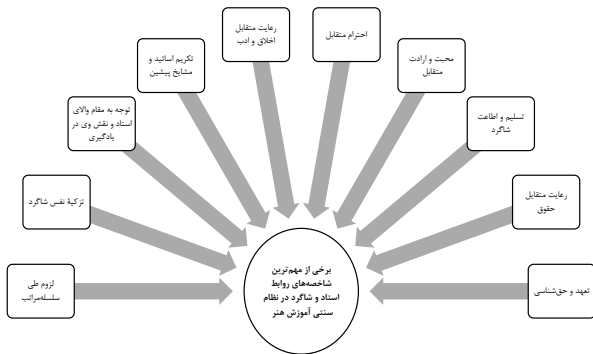 احترام متقابل
رعایت متقابل
اخلاق و ادب
محبت و ارادت
متقابل
تکریم اساتید و
مشایخ پیشین
تسلیم و اطاعت
شاگرد
توجه به مقام والای
استاد و نقش وی در
یادگیری
رعایت متقابل
حقوق
تزکیهٔ نفس شاگرد
تعهد و حق‌شناسی
لزوم طی
سلسله‌مراتب
برخی از مهم‌ترین
شاخصه‌های روابط
استاد و شاگرد در نظام
سنتی آموزش هنر